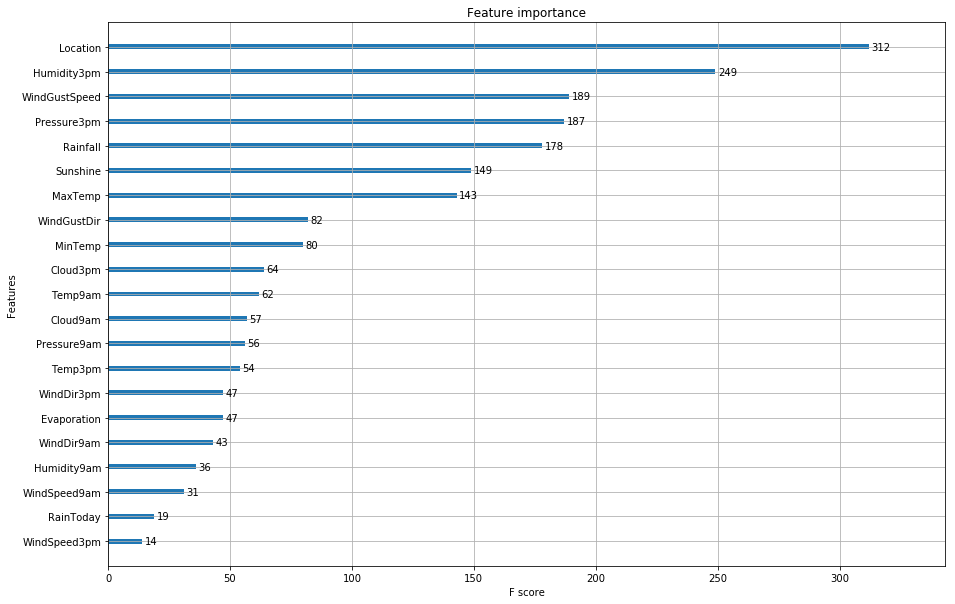 Feature importance
Features
Location 312
Humidity3pm 249
WindGustSpeed 189
Pressure3pm 187
Rainfall 178
Sunshine 149
MaxTemp 143
WindGustDir 82
MinTemp 80
Cloud3pm 64
Temp9am 62
Cloud9am 57
Pressure9am 56
Temp3pm 54
WindDir3pm 47
Evaporation 47
WindDir9am 43
Humidity9am 36
WindSpeed9am 31
RainToday 19
WindSpeed3pm 14
0 50 100 150 200 250 300
F score